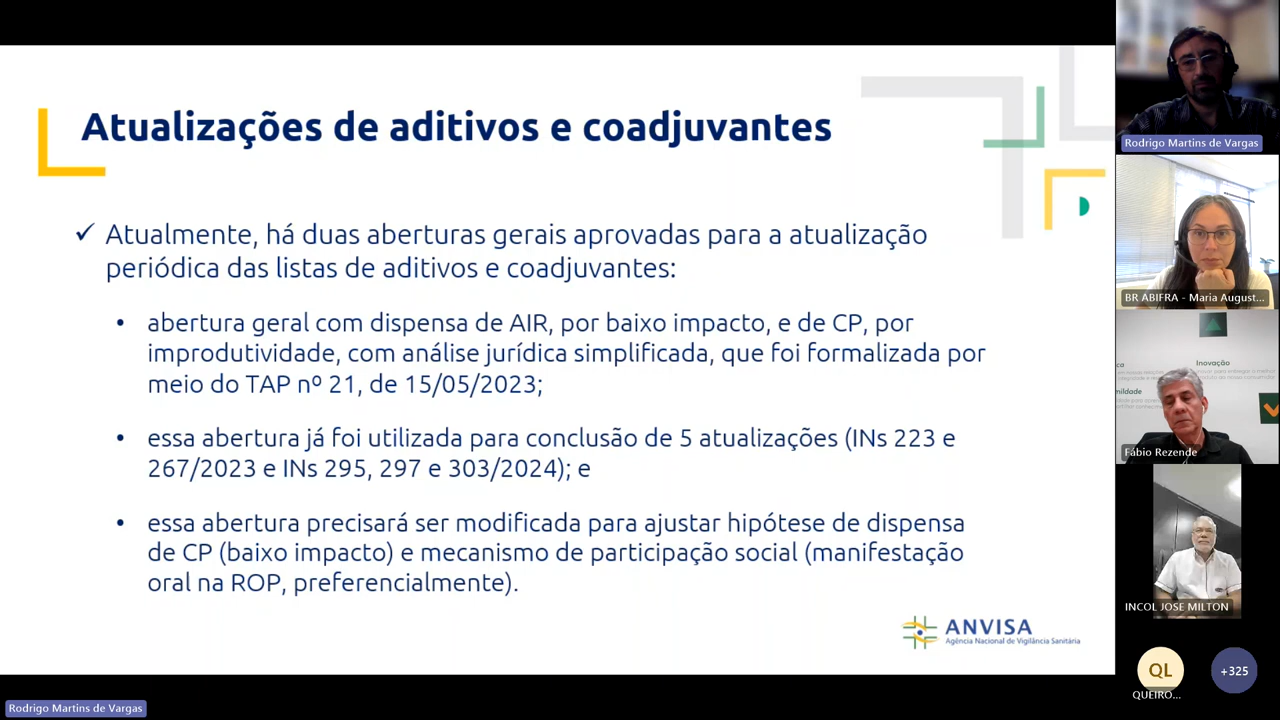 Atualizações de aditivos e coadjuvantes
✓ Atualmente, há duas aberturas gerais aprovadas para a atualização
periódica das listas de aditivos e coadjuvantes:
• abertura geral com dispensa de AIR, por baixo impacto, e de CP, por
improdutividade, com análise jurídica simplificada, que foi formalizada por
meio do TAP nº 21, de 15/05/2023;
• essa abertura já foi utilizada para conclusão de 5 atualizações (INs 223 e
267/2023 e INs 295, 297 e 303/2024); e
• essa abertura precisará ser modificada para ajustar hipótese de dispensa
de CP (baixo impacto) e mecanismo de participação social (manifestação
oral na ROP, preferencialmente).
ANVISA
Agência Nacional de Vigilância Sanitária
Rodrigo Martins de Vargas
BR ABIFRA - Maria August...
Inovação
Fábio Rezende
INCOL JOSE MILTON
QL
QUEIRO...
+325
Rodrigo Martins de Vargas